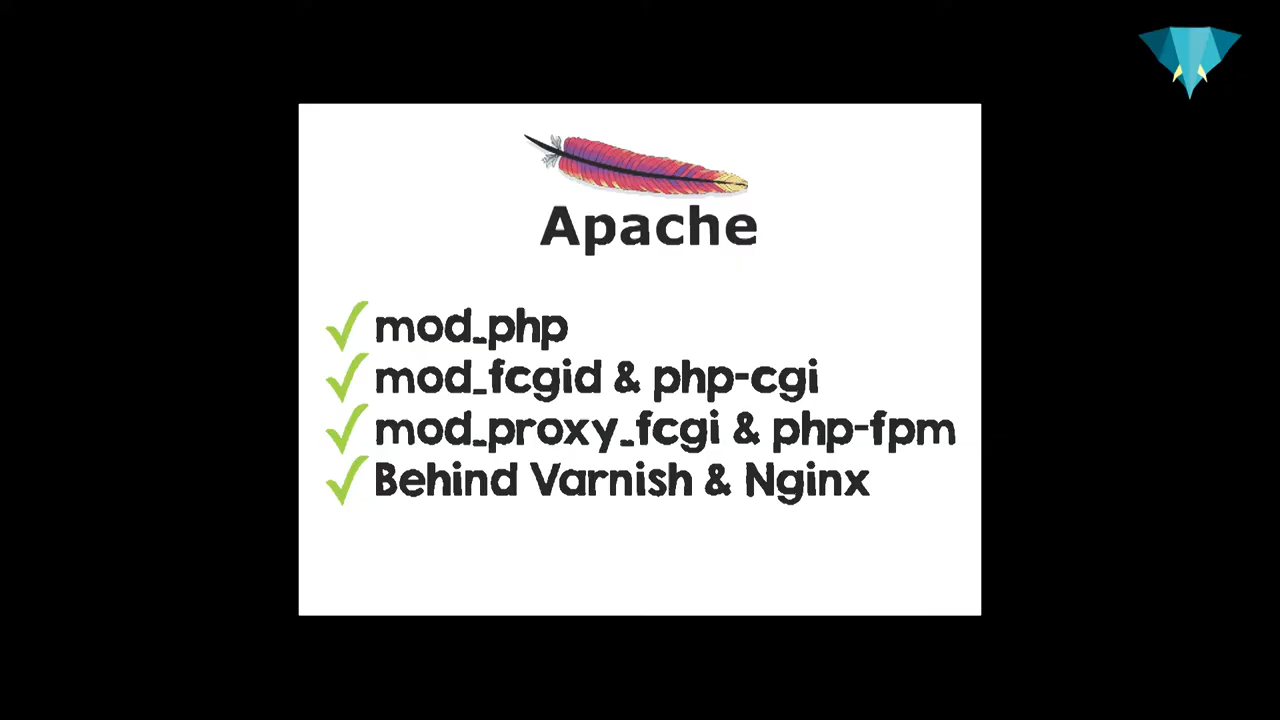 Apache
mod_php
mod_fcgid & php-cgi
mod_proxy_fcgi & php-fpm
Behind Varnish & Nginx